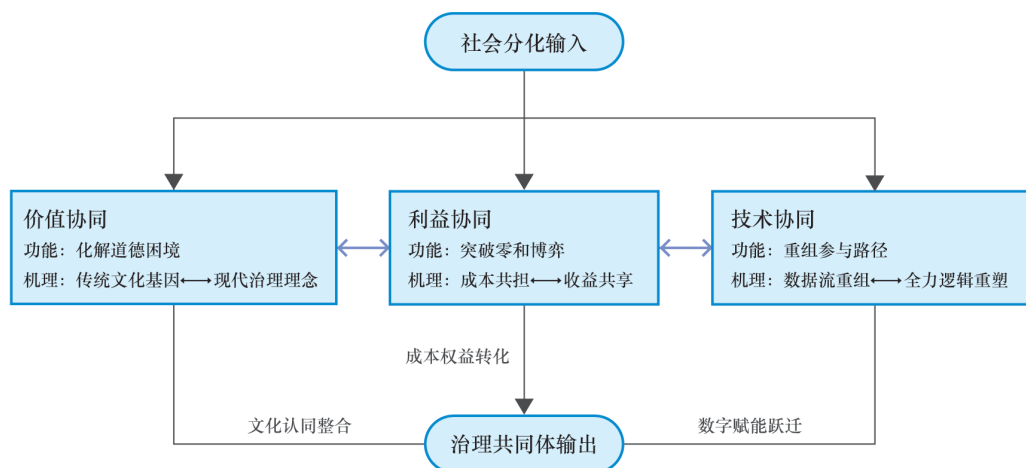 社会分化输入
价值协同
功能：化解道德困境
机理：传统文化基因⟷现代治理理念
利益协同
功能：突破零和博弈
机理：成本共担⟷收益共享
技术协同
功能：重组参与路径
机理：数据流重组⟷全力逻辑重塑
成本权益转化
文化认同整合
数字赋能跃迁
治理共同体输出